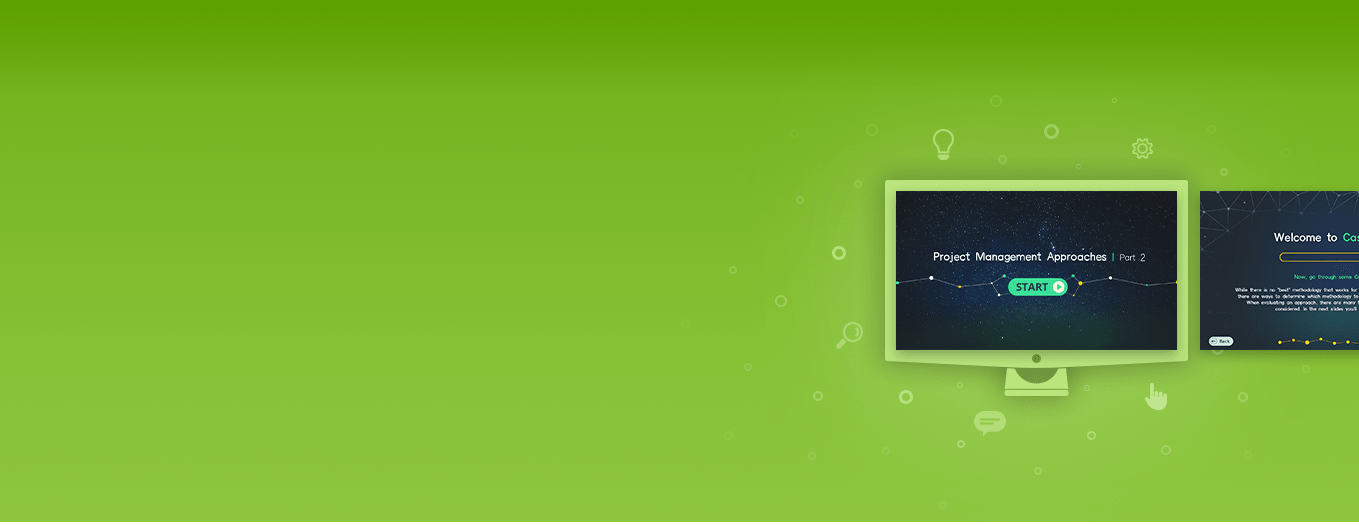 Project Management Approaches | Part 2
START
Welcome to Cas
Now, go through some C
While there is no "best" methodology that works for
there are ways to determine which methodology to
When evaluating an approach, there are many f
considered. In the next slides you'll
Back